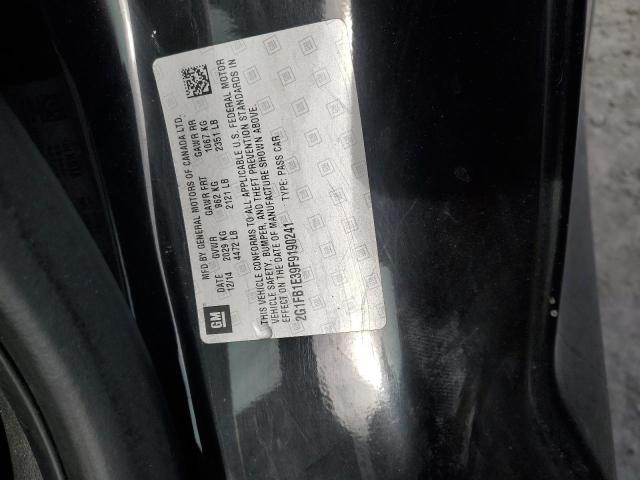 GM
MFD BY GENERAL MOTORS OF CANADA LTD.
DATE GVWR GAWR FRT GAWR RR
12/14 2029 KG 962 KG 1067 KG
4472 LB 2121 LB 2351 LB
THIS VEHICLE CONFORMS TO ALL APPLICABLE U.S. FEDERAL MOTOR
VEHICLE SAFETY, BUMPER, AND THEFT PREVENTION STANDARDS IN
EFFECT ON THE DATE OF MANUFACTURE SHOWN ABOVE.
2G1FB1E39F9190241 TYPE: PASS CAR